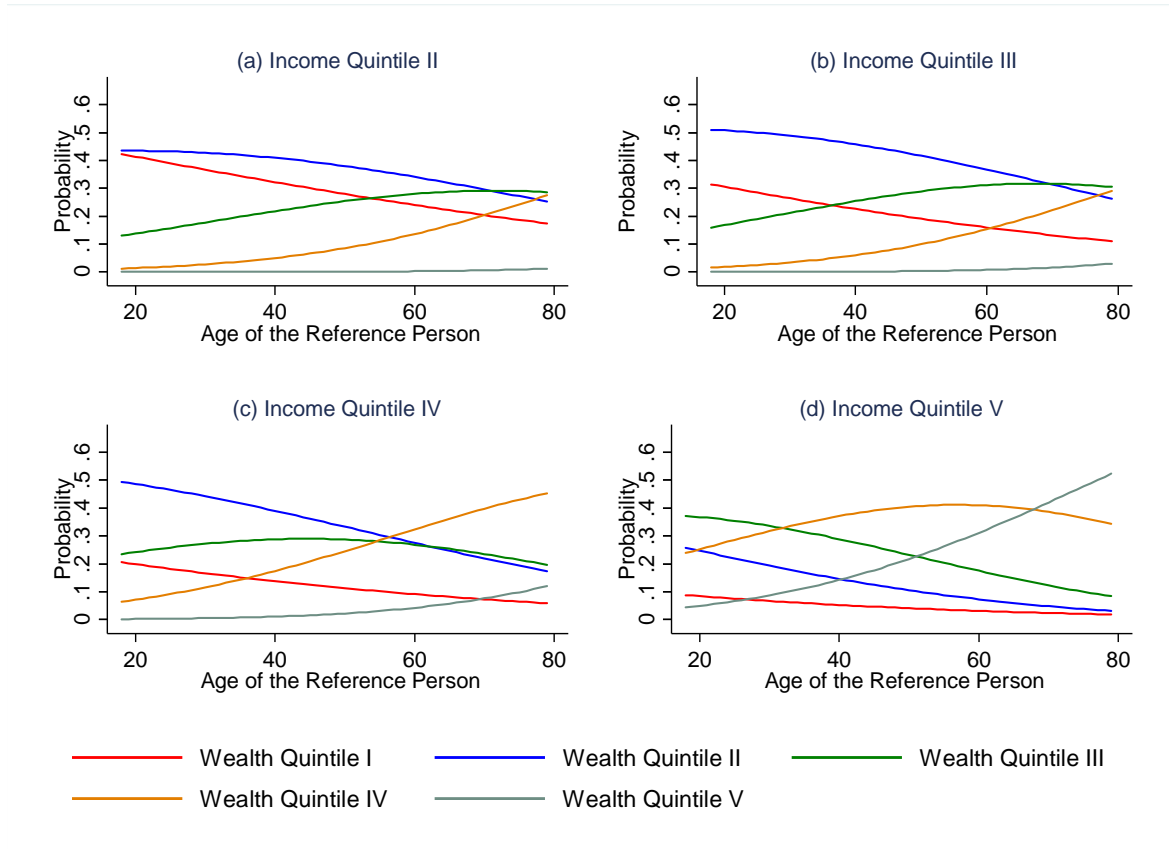 (a) Income Quintile II
Probability
0 .1 .2 .3 .4 .5 .6
20 40 60 80
Age of the Reference Person
(b) Income Quintile III
Probability
0 .1 .2 .3 .4 .5 .6
20 40 60 80
Age of the Reference Person
(c) Income Quintile IV
Probability
0 .1 .2 .3 .4 .5 .6
20 40 60 80
Age of the Reference Person
(d) Income Quintile V
Probability
0 .1 .2 .3 .4 .5 .6
20 40 60 80
Age of the Reference Person
Wealth Quintile I
Wealth Quintile II
Wealth Quintile III
Wealth Quintile IV
Wealth Quintile V